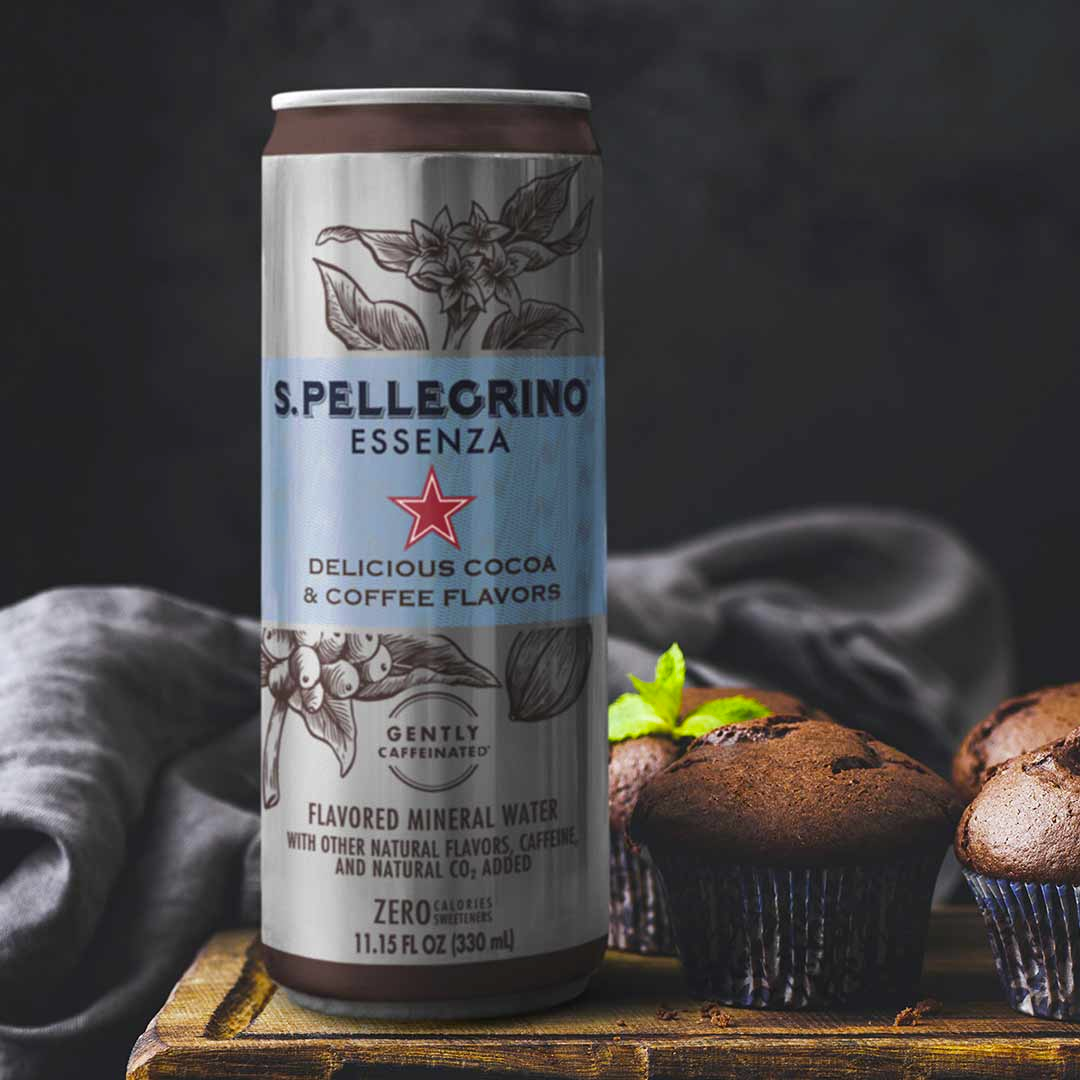 S.PELLEGRINO
ESSENZA
DELICIOUS COCOA
& COFFEE FLAVORS
GENTLY
CAFFEINATED
FLAVORED MINERAL WATER
WITH OTHER NATURAL FLAVORS, CAFFEINE,
AND NATURAL CO₂ ADDED
ZERO CALORIES
SWEETENERS
11.15 FL OZ (330 mL)